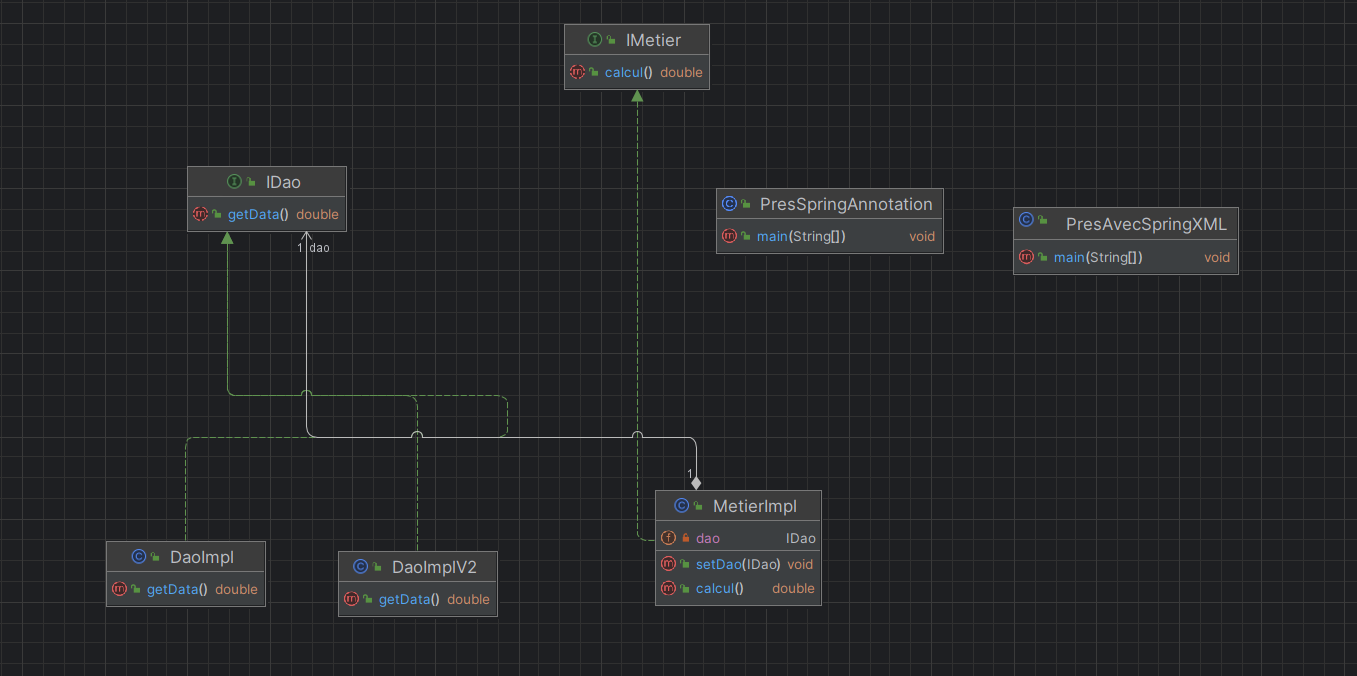 IMetier
calcul() double
IDao
getData() double
1 dao
PresSpringAnnotation
main(String[]) void
PresAvecSpringXML
main(String[]) void
1
DaoImpl
getData() double
DaoImplV2
getData() double
MetierImpl
dao IDao
setDao(IDao) void
calcul() double